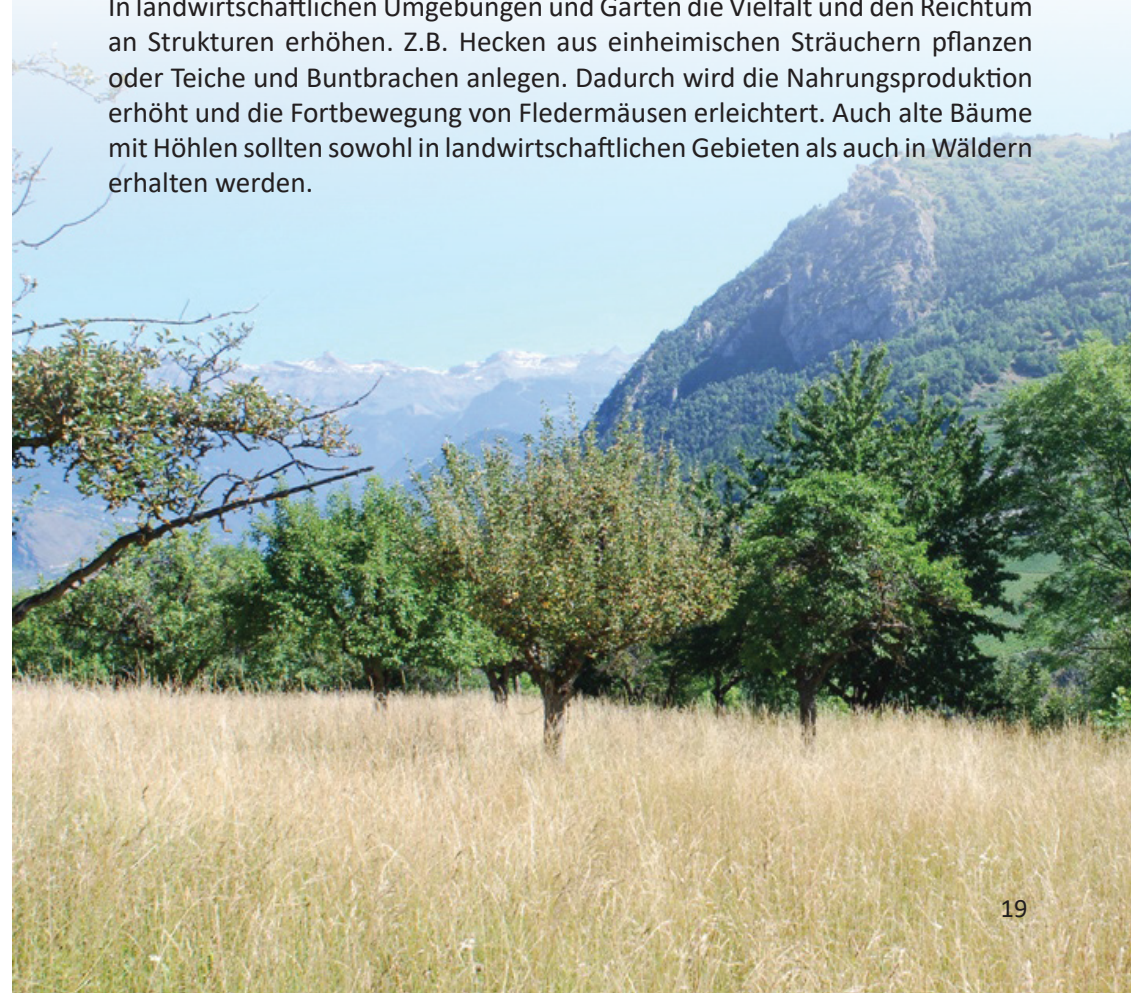 In landwirtschaftlichen Umgebungen und Gärten die Vielfalt und den Reichtum
an Strukturen erhöhen. Z.B. Hecken aus einheimischen Sträuchern pflanzen
oder Teiche und Buntbrachen anlegen. Dadurch wird die Nahrungsproduktion
erhöht und die Fortbewegung von Fledermäusen erleichtert. Auch alte Bäume
mit Höhlen sollten sowohl in landwirtschaftlichen Gebieten als auch in Wäldern
erhalten werden.
19